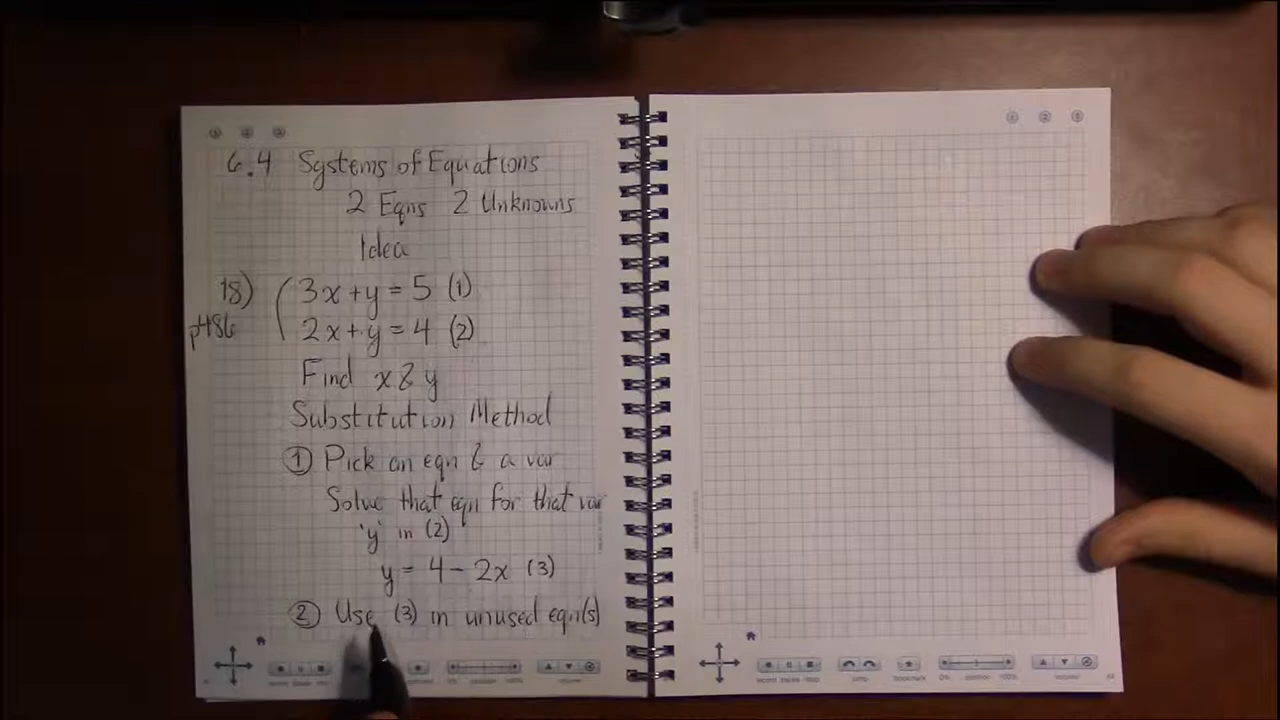 6.4 Systems of Equations
2 Eqns 2 Unknowns
Idea
18) 3x+y = 5 (1)
p486 2x+y = 4 (2)
Find x & y
Substitution Method
① Pick an eqn & a var
Solve that eqn for that var
'y' in (2)
y = 4 - 2x (3)
② Use (3) in unused eqn(s)